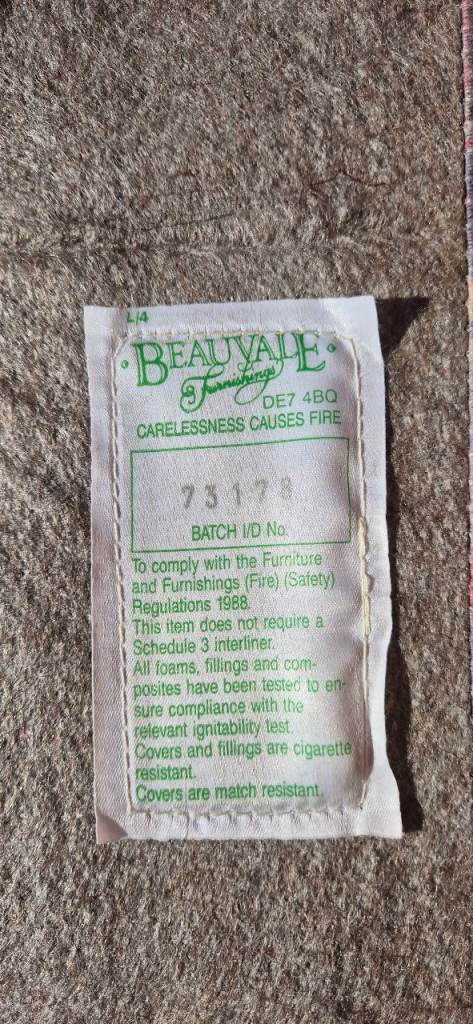 L/4
BEAUVALE
Furnishings
DE7 4BQ
CARELESSNESS CAUSES FIRE
73178
BATCH I/D No.
To comply with the Furniture
and Furnishings (Fire) (Safety)
Regulations 1988.
This item does not require a
Schedule 3 interliner.
All foams, fillings and com-
posites have been tested to en-
sure compliance with the
relevant ignitability test.
Covers and fillings are cigarette
resistant.
Covers are match resistant.